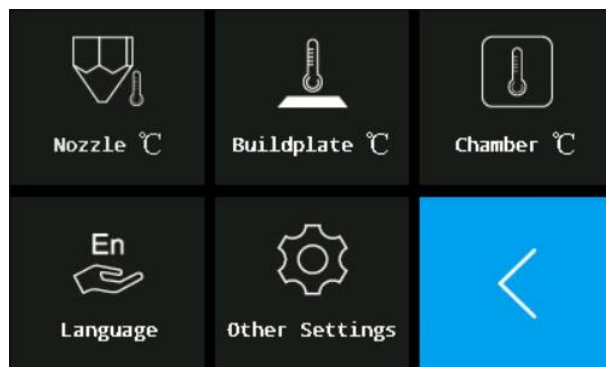 Nozzle ℃
Buildplate ℃
Chamber ℃
En
Language
Other Settings